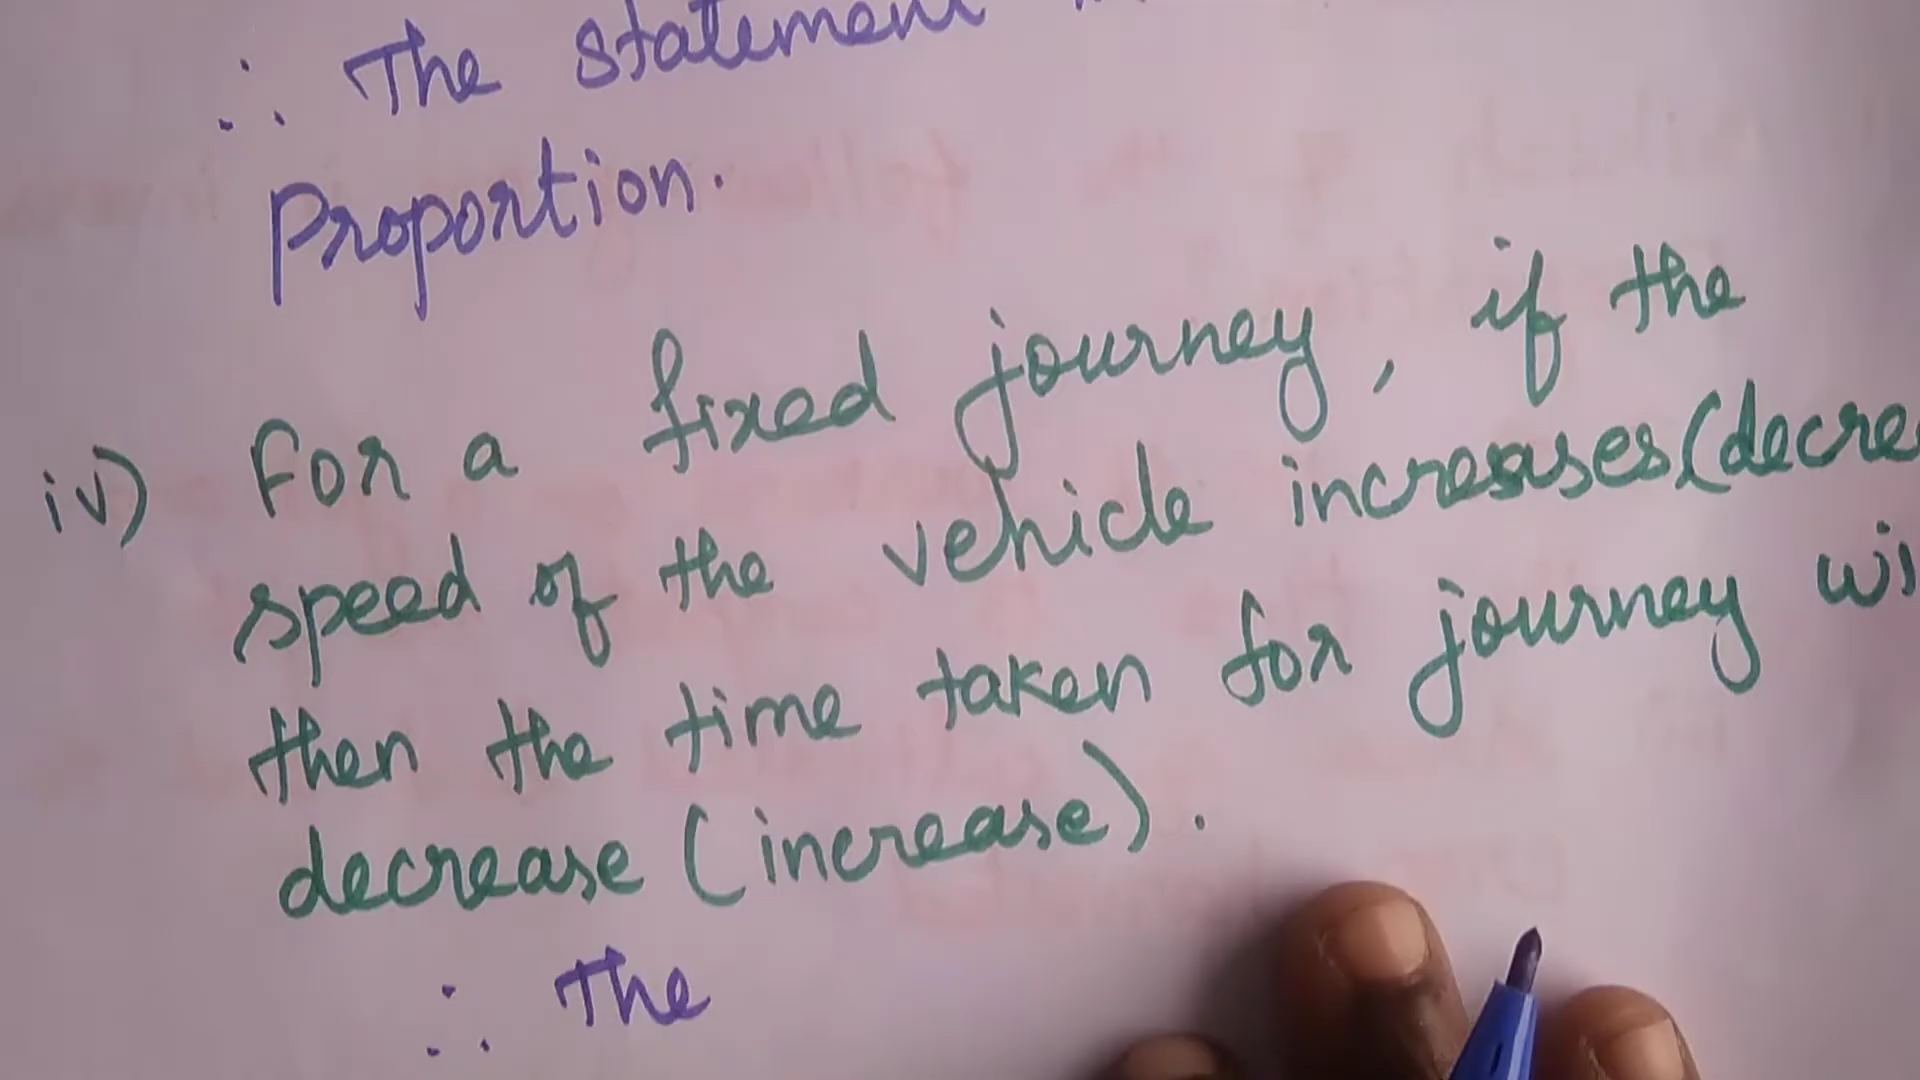 ∴ The statement
Proportion.
iv) For a fixed journey, if the
speed of the vehicle increases (decre
then the time taken for journey wi
decrease (increase).
∴ The